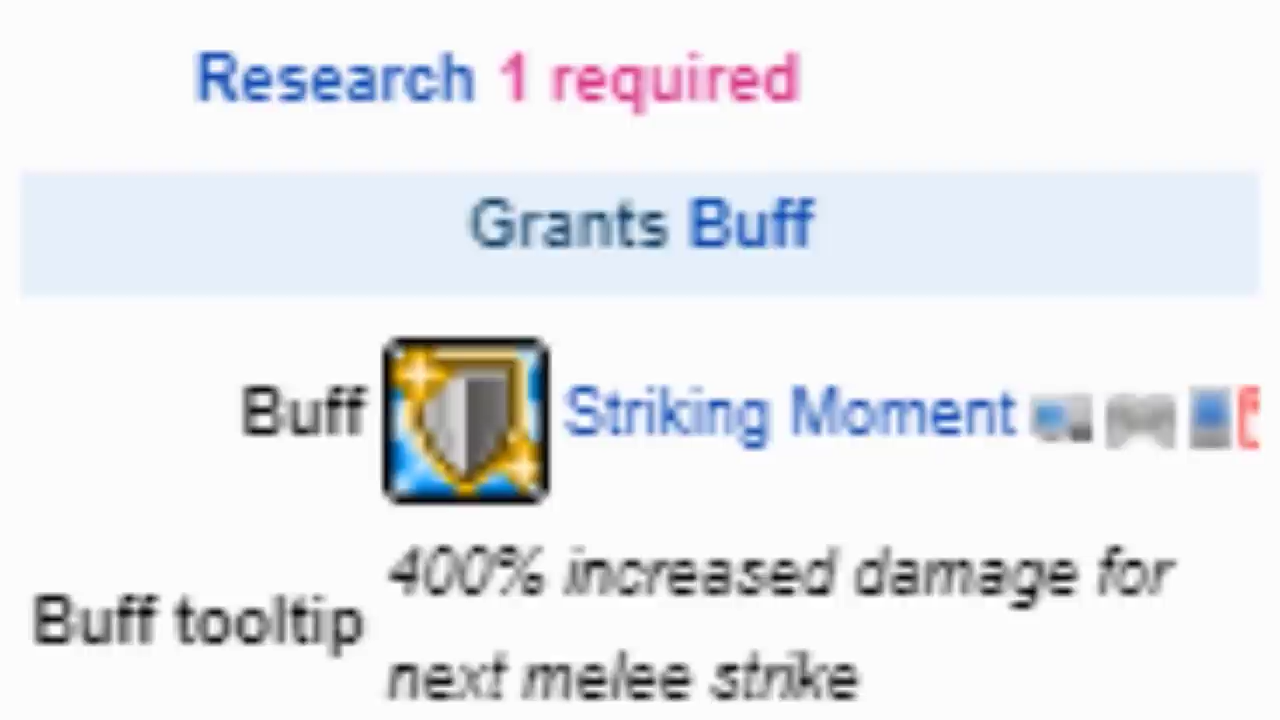 Research 1 required
Grants Buff
Buff Striking Moment
400% increased damage for
Buff tooltip
next melee strike